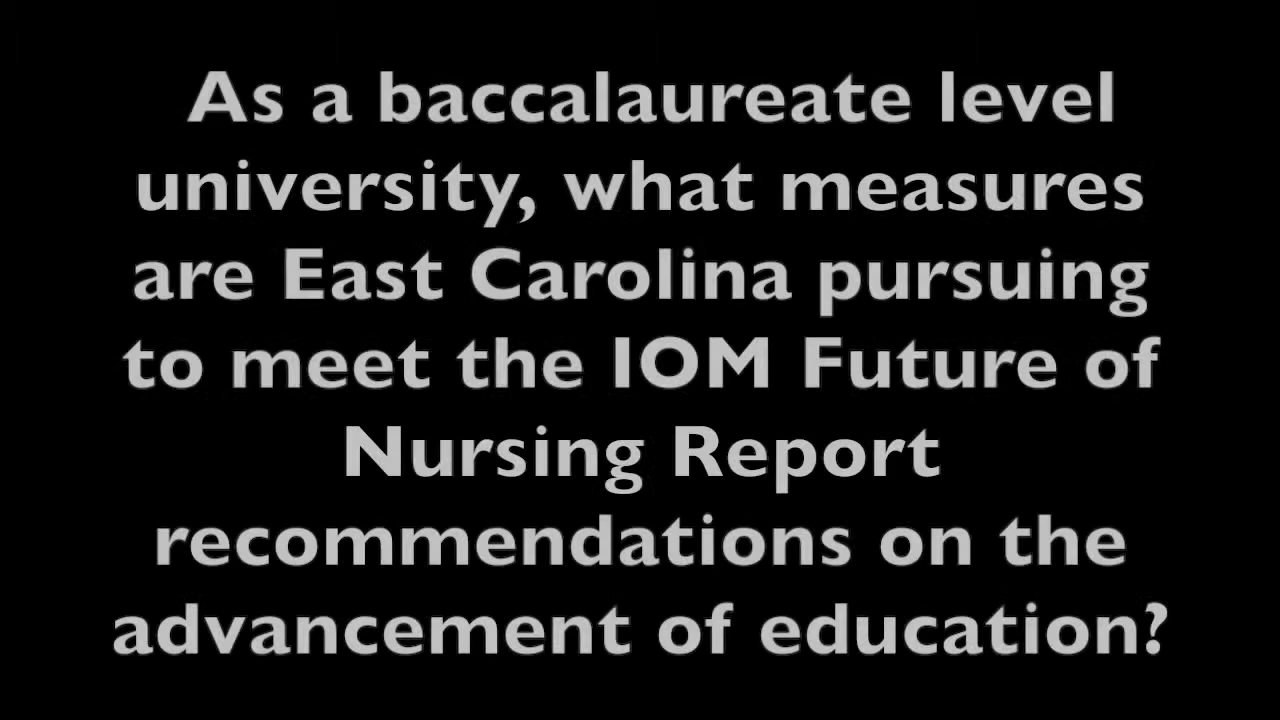 As a baccalaureate level
university, what measures
are East Carolina pursuing
to meet the IOM Future of
Nursing Report
recommendations on the
advancement of education?